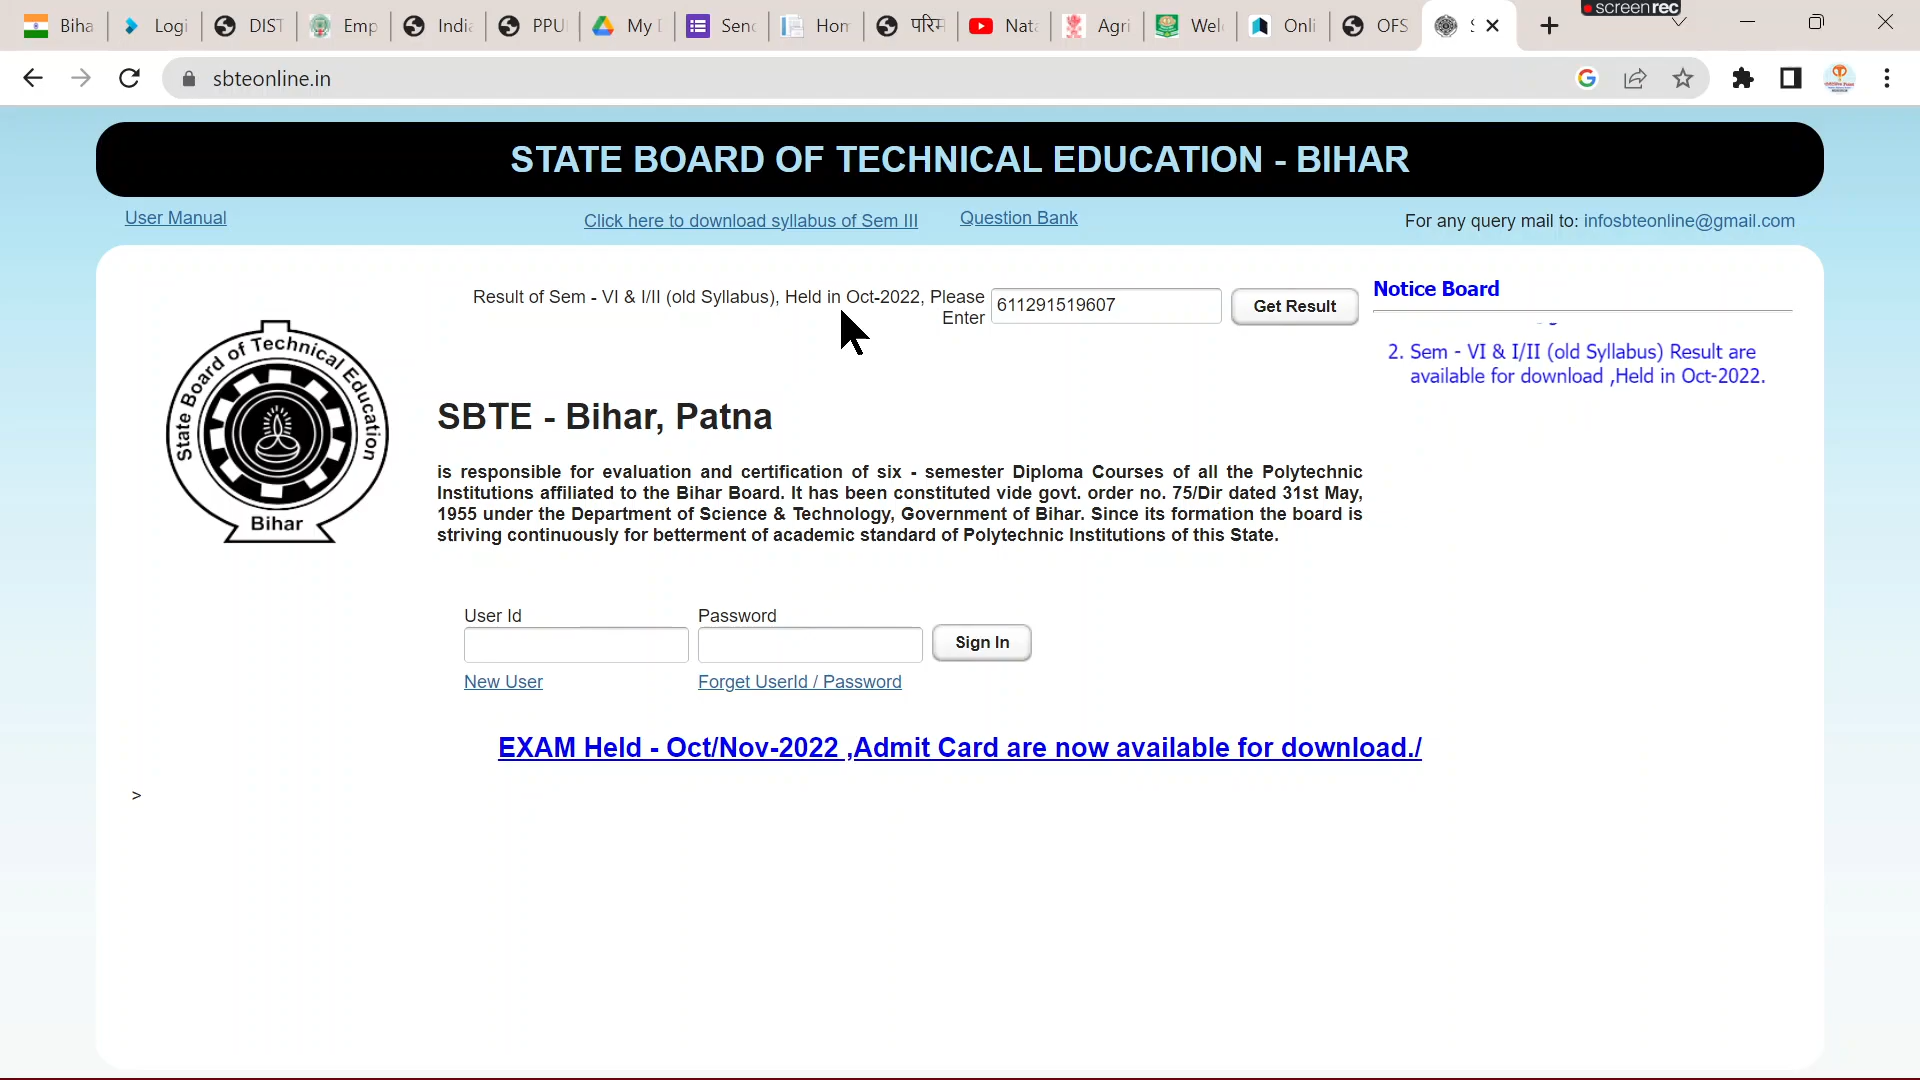 Biha
Logi
DIST
Emp
India
PPU
My D
Send
Hom
परिम
Nata
Agri
Wel
Onli
OFS
screenrec
sbteonline.in
STATE BOARD OF TECHNICAL EDUCATION - BIHAR
User Manual
Click here to download syllabus of Sem III
Question Bank
For any query mail to: infosbteonline@gmail.com
Result of Sem - VI & I/II (old Syllabus), Held in Oct-2022, Please
Enter
611291519607
Get Result
Notice Board
2. Sem - VI & I/II (old Syllabus) Result are
available for download ,Held in Oct-2022.
State Board of Technical Education
Bihar
SBTE - Bihar, Patna
is responsible for evaluation and certification of six - semester Diploma Courses of all the Polytechnic
Institutions affiliated to the Bihar Board. It has been constituted vide govt. order no. 75/Dir dated 31st May,
1955 under the Department of Science & Technology, Government of Bihar. Since its formation the board is
striving continuously for betterment of academic standard of Polytechnic Institutions of this State.
User Id
Password
Sign In
New User
Forget UserId / Password
EXAM Held - Oct/Nov-2022 ,Admit Card are now available for download./
>